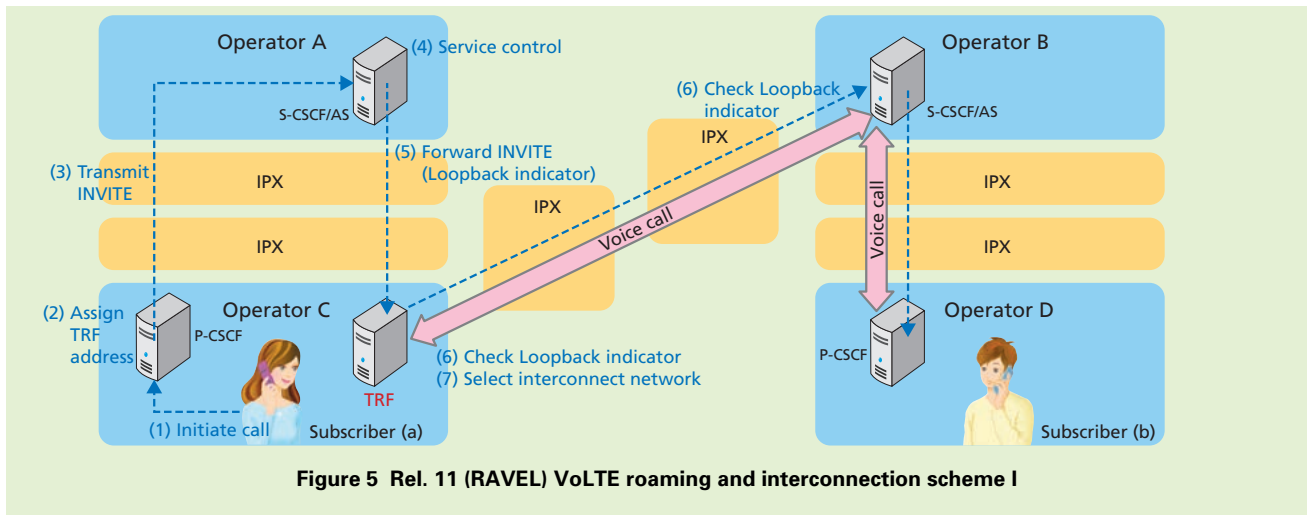 Operator A
(4) Service control
S-CSCF/AS
(3) Transmit
INVITE
(5) Forward INVITE
(Loopback indicator)
IPX
IPX
Operator C
(2) Assign
TRF
address
P-CSCF
(1) Initiate call
Subscriber (a)
TRF
(6) Check Loopback indicator
(7) Select interconnect network
IPX
Voice call
IPX
(6) Check Loopback
indicator
Operator B
S-CSCF/AS
Voice call
IPX
IPX
Operator D
P-CSCF
Subscriber (b)
Figure 5 Rel. 11 (RAVEL) VoLTE roaming and interconnection scheme I